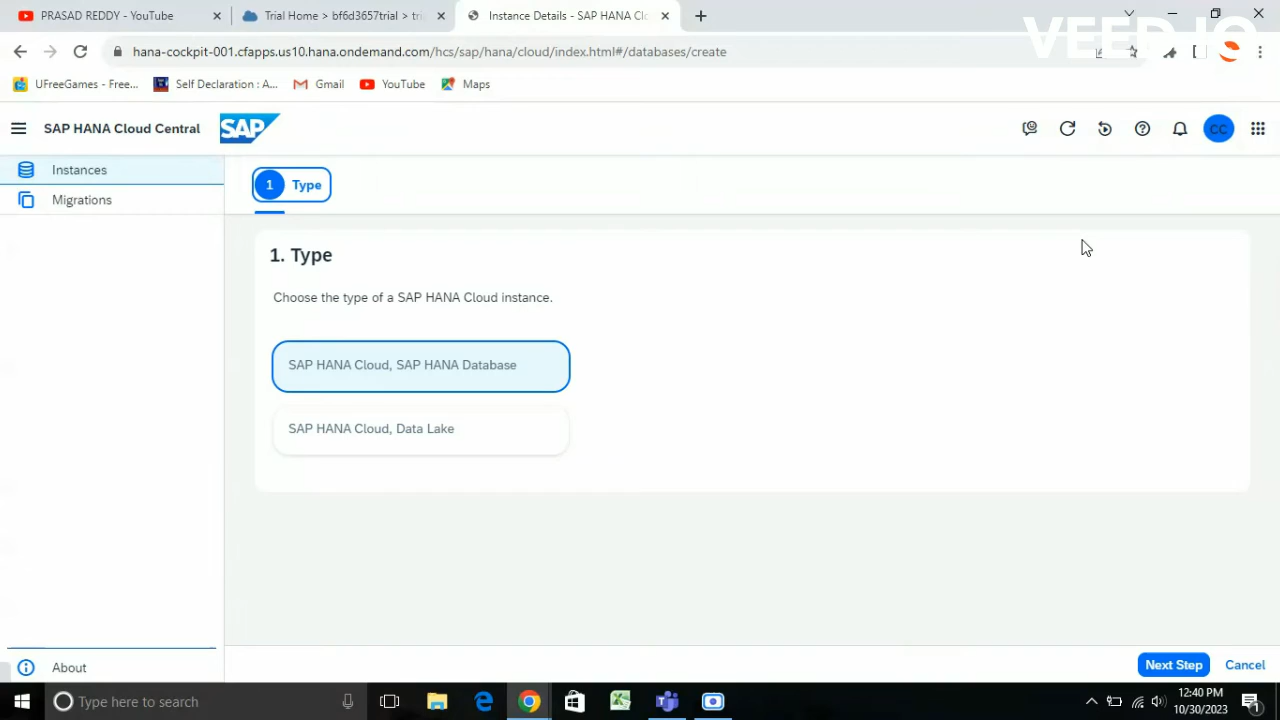 PRASAD REDDY - YouTube
Trial Home > bf6d3657trial > tr
Instance Details - SAP HANA Clo
VEED.IO
hana-cockpit-001.cfapps.us10.hana.ondemand.com/hcs/sap/hana/cloud/index.html#/databases/create
UFreeGames - Free...
Self Declaration : A...
Gmail
YouTube
Maps
SAP HANA Cloud Central
SAP
CC
Instances
Migrations
1 Type
1. Type
Choose the type of a SAP HANA Cloud instance.
SAP HANA Cloud, SAP HANA Database
SAP HANA Cloud, Data Lake
About
Next Step
Cancel
Type here to search
12:40 PM
10/30/2023
1